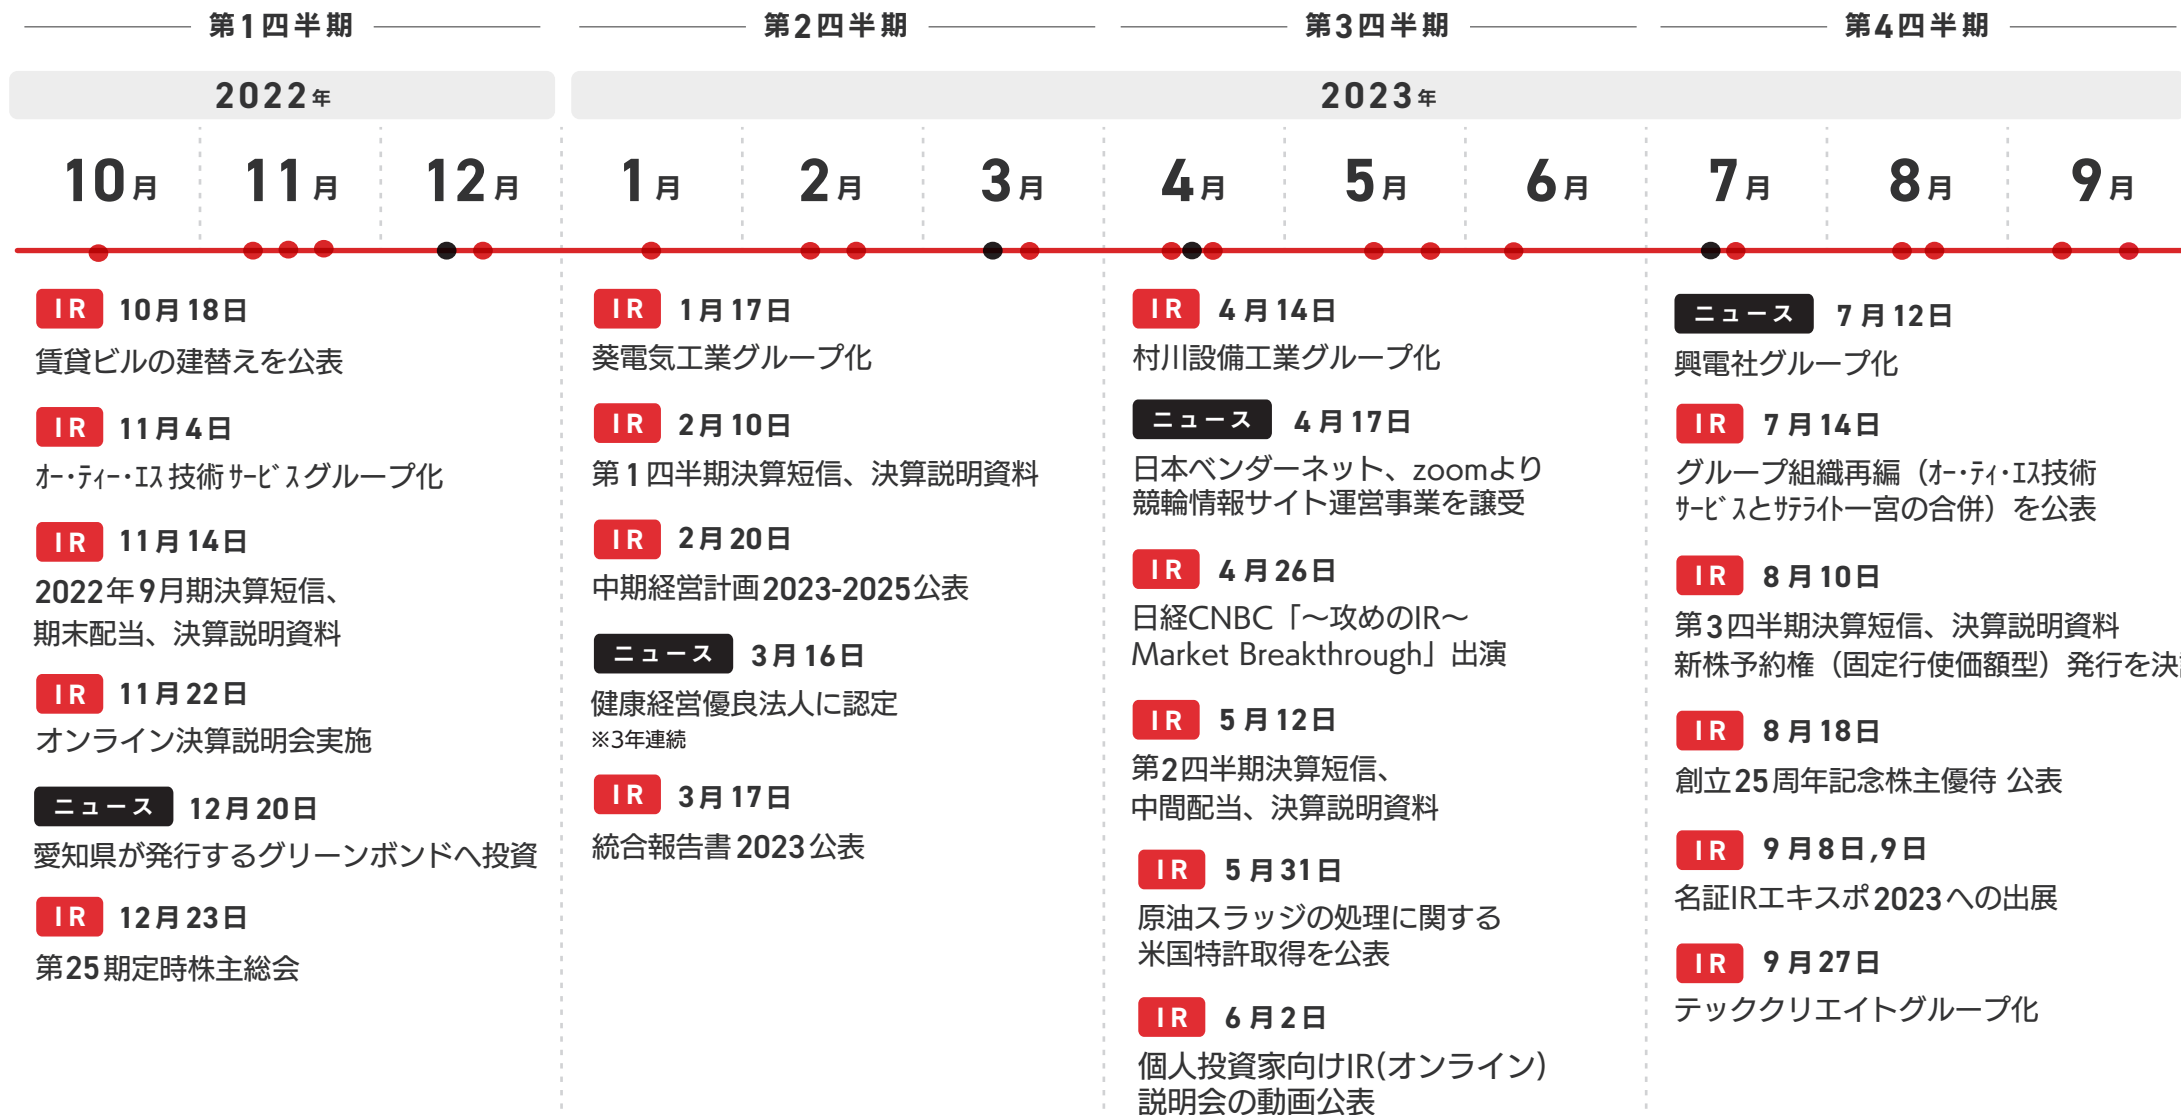 第1四半期
第2四半期
第3四半期
第4四半期
2022年
2023年
10月
11月
12月
1月
2月
3月
4月
5月
6月
7月
8月
9月
IR 10月18日
賃貸ビルの建替えを公表
IR 11月4日
ｵｰ･ﾃｨｰ･ｴｽ技術ｻｰﾋﾞｽグループ化
IR 11月14日
2022年9月期決算短信、
期末配当、決算説明資料
IR 11月22日
オンライン決算説明会実施
ニュース 12月20日
愛知県が発行するグリーンボンドへ投資
IR 12月23日
第25期定時株主総会
IR 1月17日
葵電気工業グループ化
IR 2月10日
第1四半期決算短信、決算説明資料
IR 2月20日
中期経営計画2023-2025公表
ニュース 3月16日
健康経営優良法人に認定
※3年連続
IR 3月17日
統合報告書2023公表
IR 4月14日
村川設備工業グループ化
ニュース 4月17日
日本ベンダーネット、zoomより
競輪情報サイト運営事業を譲受
IR 4月26日
日経CNBC「～攻めのIR～
Market Breakthrough」出演
IR 5月12日
第2四半期決算短信、
中間配当、決算説明資料
IR 5月31日
原油スラッジの処理に関する
米国特許取得を公表
IR 6月2日
個人投資家向けIR(オンライン)
説明会の動画公表
ニュース 7月12日
興電社グループ化
IR 7月14日
グループ組織再編（ｵｰ･ﾃｨ･ｴｽ技術
ｻｰﾋﾞｽとｻﾃﾗｲﾄ一宮の合併）を公表
IR 8月10日
第3四半期決算短信、決算説明資料
新株予約権（固定行使価額型）発行を決
IR 8月18日
創立25周年記念株主優待 公表
IR 9月8日,9日
名証IRエキスポ2023への出展
IR 9月27日
テッククリエイトグループ化